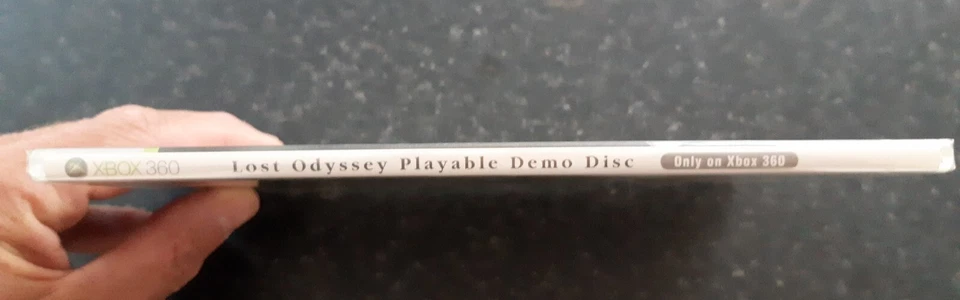 XBOX 360 Lost Odyssey Playable Demo Disc Only on Xbox 360